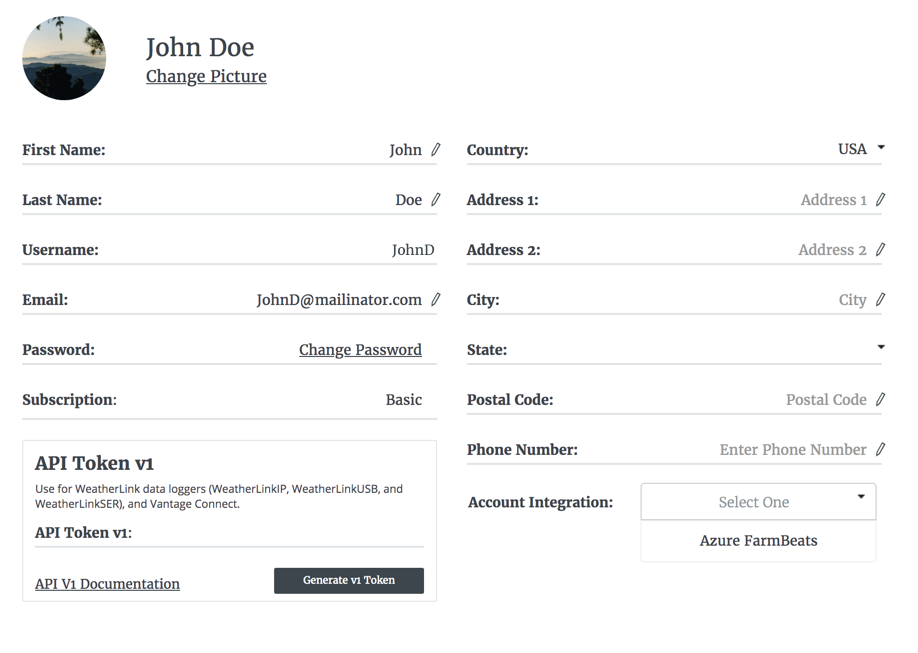 John Doe
Change Picture
First Name: John
Last Name: Doe
Username: JohnD
Email: JohnD@mailinator.com
Password: Change Password
Subscription: Basic
API Token v1
Use for WeatherLink data loggers (WeatherLinkIP, WeatherLinkUSB, and
WeatherLinkSER), and Vantage Connect.
API Token v1:
API V1 Documentation Generate v1 Token
Country: USA
Address 1: Address 1
Address 2: Address 2
City: City
State:
Postal Code: Postal Code
Phone Number: Enter Phone Number
Account Integration: Select One
Azure FarmBeats